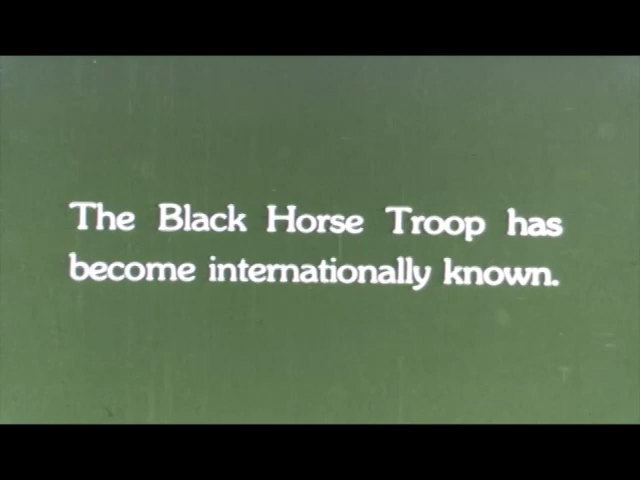 The Black Horse Troop has
become internationally known.